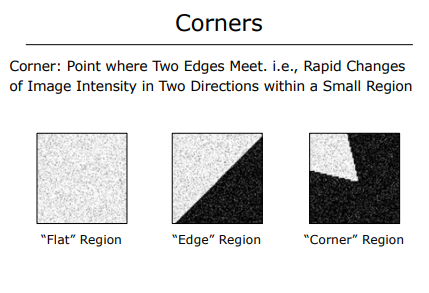 Corners
Corner: Point where Two Edges Meet. i.e., Rapid Changes
of Image Intensity in Two Directions within a Small Region
“Flat” Region
“Edge” Region
“Corner” Region